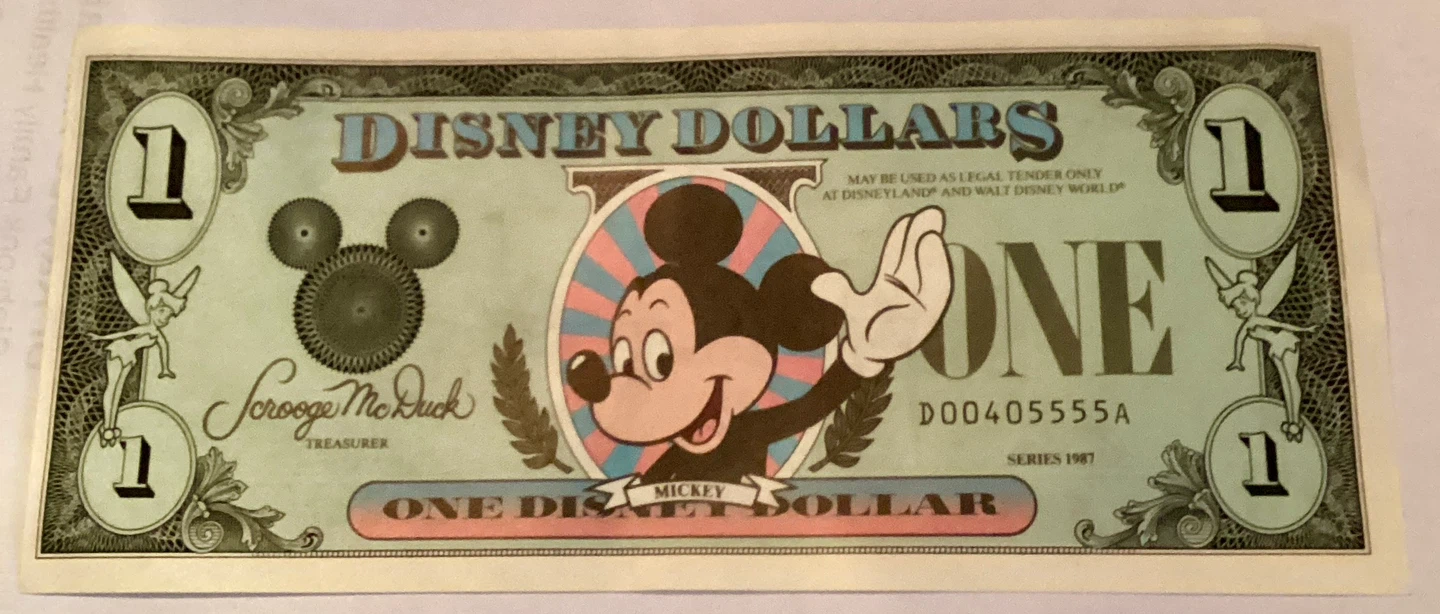 DISNEY DOLLARS
1
1
MAY BE USED AS LEGAL TENDER ONLY
AT DISNEYLAND® AND WALT DISNEY WORLD®
ONE
Scrooge McDuck
TREASURER
D00405555A
SERIES 1987
1
1
MICKEY
ONE DISNEY DOLLAR